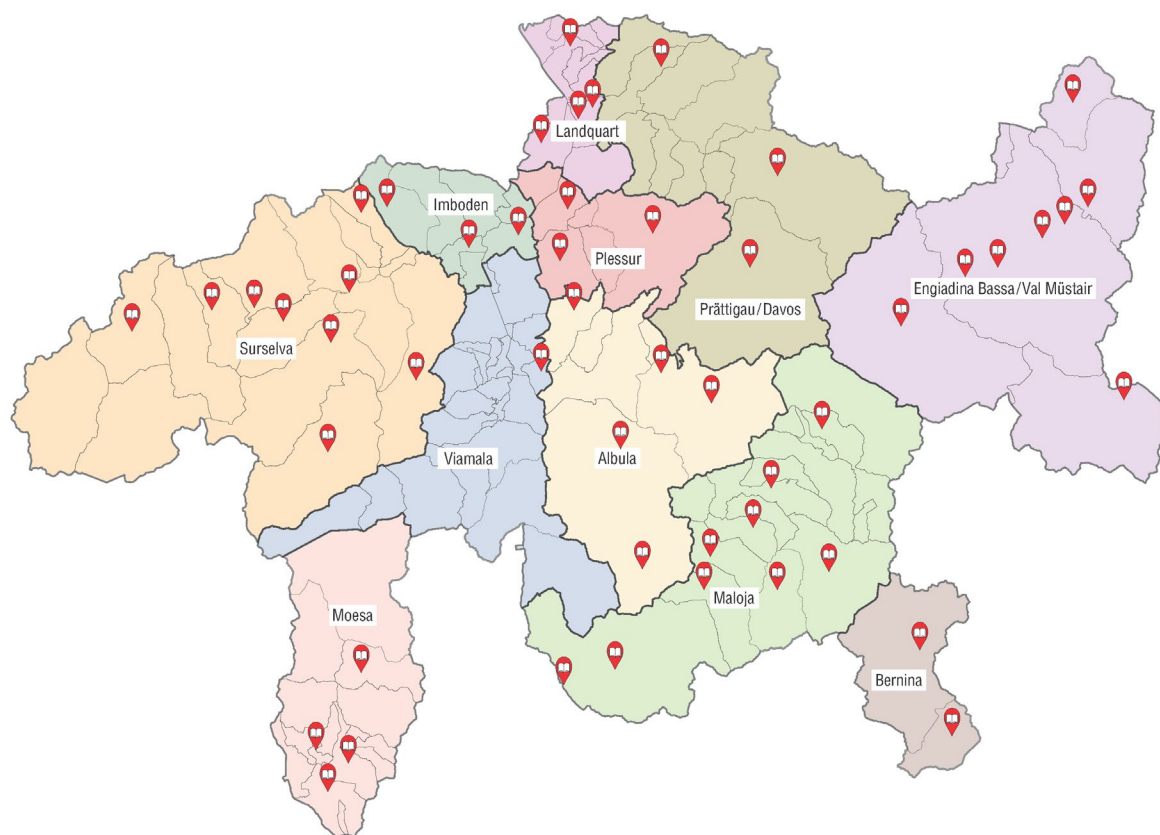 Landquart
Imboden
Plessur
Engiadina Bassa/Val Müstair
Prättigau/Davos
Surselva
Viamala
Albula
Maloja
Moesa
Bernina